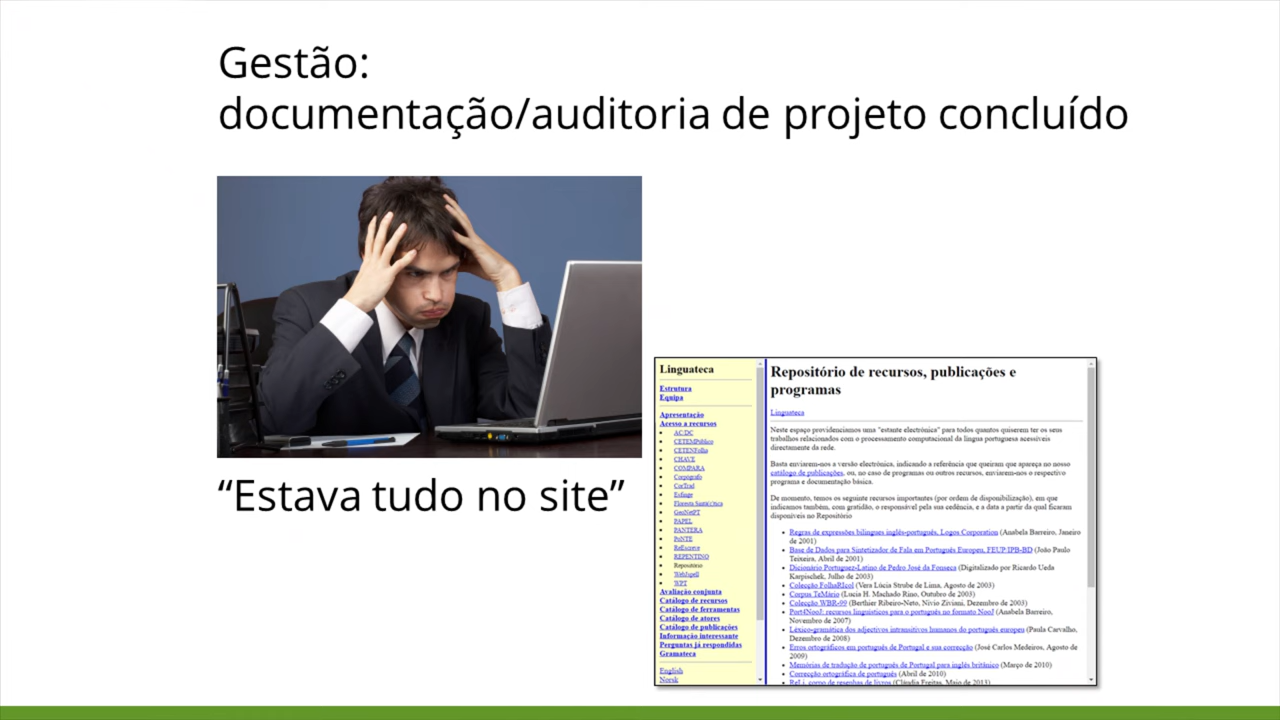 Gestão:
documentação/auditoria de projeto concluído
“Estava tudo no site”
Linguateca
Estrutura
Equipa
Apresentação
Acesso a recursos
AC/DC
CETEMPúblico
CETENFolha
CHAVE
COMPARA
Corpógrafo
CorTrad
Esfinge
Floresta Sintá(c)tica
GeoNetPT
PAPEL
PANTERA
PoNTE
ReEscreve
REPENTINO
Repositório
WebJspell
WPT
Avaliação conjunta
Catálogo de recursos
Catálogo de ferramentas
Catálogo de atores
Catálogo de publicações
Informação interessante
Perguntas já respondidas
Gramateca
English
Norsk
Repositório de recursos, publicações e
programas
Linguateca
Neste espaço providenciamos uma "estante electrónica" para todos quantos quiserem ter os seus
trabalhos relacionados com o processamento computacional da língua portuguesa acessíveis
directamente da rede.
Basta enviarem-nos a versão electrónica, indicando a referência que queiram que apareça no nosso
catálogo de publicações, ou, no caso de programas ou outros recursos, enviarem-nos o respectivo
programa e documentação básica.
De momento, temos os seguinte recursos importantes (por ordem de disponibilização), em que
indicamos também, com gratidão, o responsável pela sua cedência, e a data a partir da qual ficaram
disponíveis no Repositório
Regras de expressões bilingues inglês-português, Logos Corporation (Anabela Barreiro, Janeiro
de 2001)
Base de Dados para Sintetizador de Fala em Português Europeu, FEUP/IPB-BD (João Paulo
Teixeira, Abril de 2001)
Dicionário Portuguez-Latino de Pedro José da Fonseca (Digitalizado por Ricardo Ueda
Karpischek, Julho de 2003)
Colecção FolhaRIcol (Vera Lúcia Strube de Lima, Agosto de 2003)
Corpus TeMário (Lucia H. Machado Rino, Outubro de 2003)
Colecção WBR-99 (Berthier Ribeiro-Neto, Nivio Ziviani, Dezembro de 2003)
Port4NooJ: recursos linguísticos para o português no formato NooJ (Anabela Barreiro,
Novembro de 2007)
Léxico-gramática dos adjectivos intransitivos humanos do português europeu (Paula Carvalho,
Dezembro de 2008)
Erros ortográficos em português de Portugal e sua correcção (José Carlos Medeiros, Agosto de
2009)
Memórias de tradução de português de Portugal para inglês britânico (Março de 2010)
Correcção ortográfica de português (Abril de 2010)
ReLi, corpo de resenhas de livros (Cláudia Freitas, Maio de 2013)